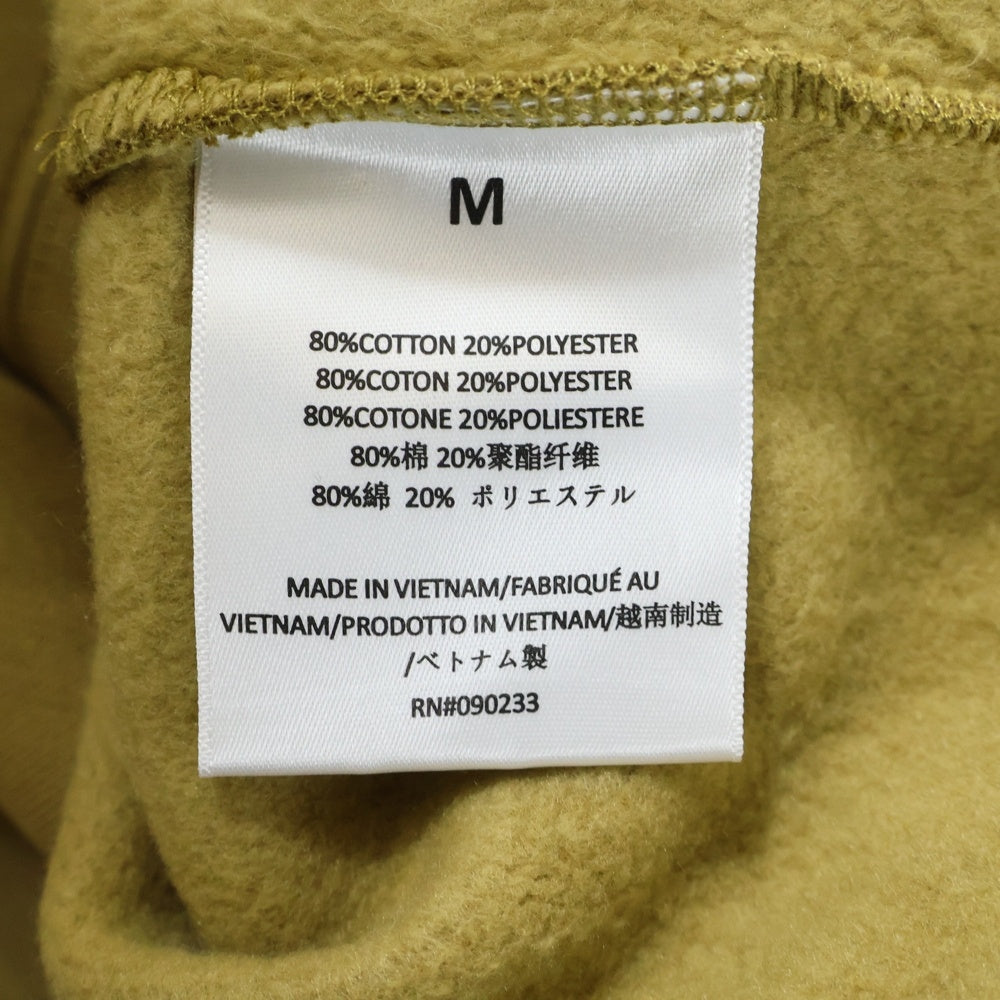 M
80%COTTON 20%POLYESTER
80%COTON 20%POLYESTER
80%COTONE 20%POLIESTERE
80%棉 20%聚酯纤维
80%綿 20% ポリエステル
MADE IN VIETNAM/FABRIQUÉ AU
VIETNAM/PRODOTTO IN VIETNAM/越南制造
/ベトナム製
RN#090233